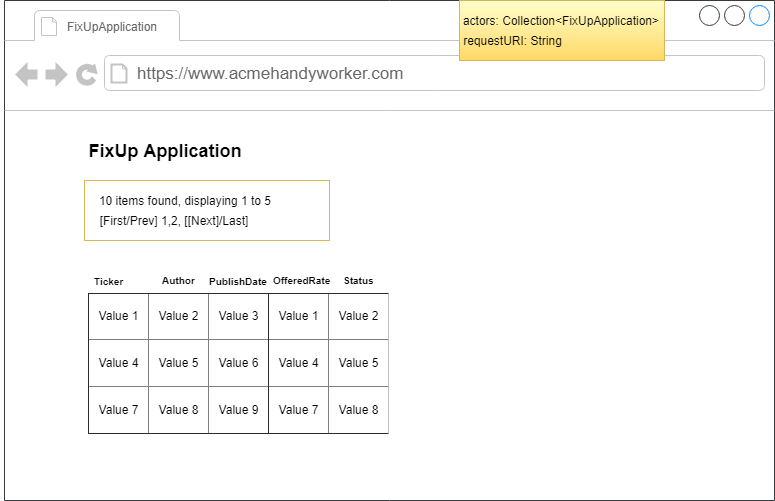 FixUpApplication
actors: Collection<FixUpApplication>
requestURI: String
https://www.acmehandyworker.com
FixUp Application
10 items found, displaying 1 to 5
[First/Prev] 1,2, [[Next]/Last]
Ticker Author PublishDate OfferedRate Status
Value 1 Value 2 Value 3 Value 1 Value 2
Value 4 Value 5 Value 6 Value 4 Value 5
Value 7 Value 8 Value 9 Value 7 Value 8